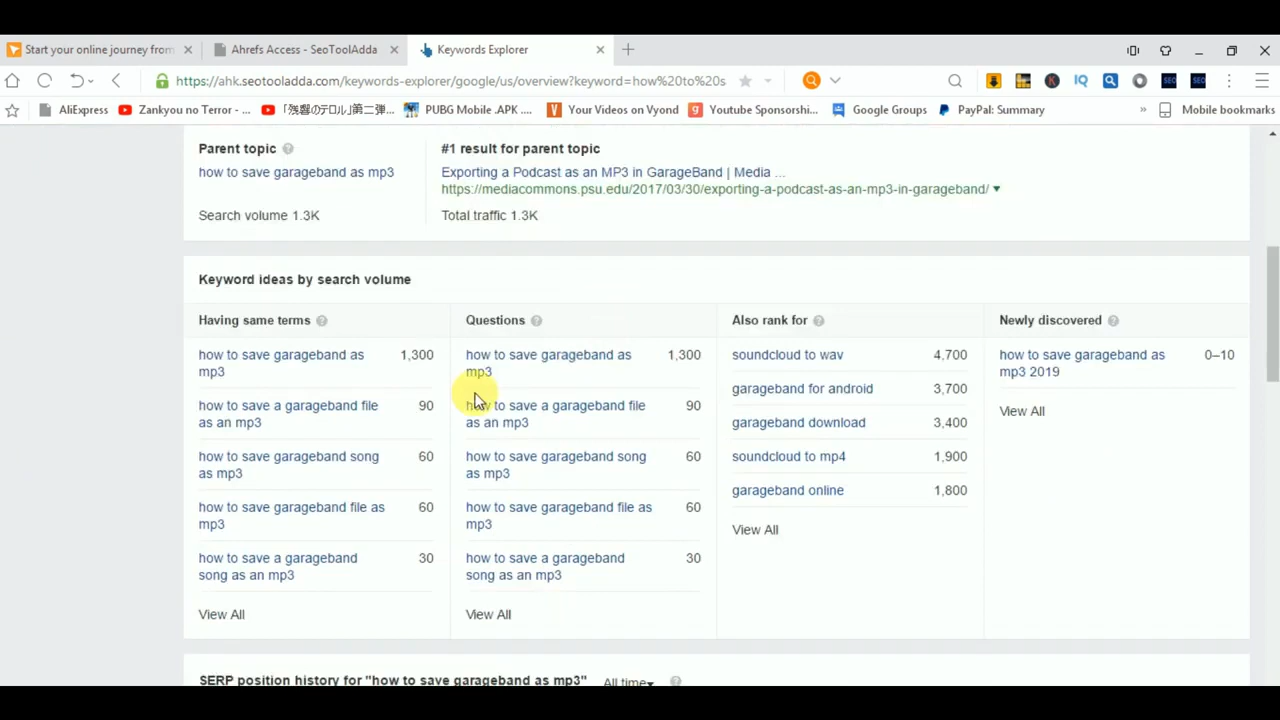 Start your online journey from
Ahrefs Access - SeoToolAdda
Keywords Explorer
https://ahk.seotooladda.com/keywords-explorer/google/us/overview?keyword=how%20to%20s
AliExpress
Zankyou no Terror - ...
「残響のテロル」第二弾...
PUBG Mobile .APK ....
Your Videos on Vyond
Youtube Sponsorshi...
Google Groups
PayPal: Summary
»
Mobile bookmarks
Parent topic
how to save garageband as mp3
Search volume 1.3K
#1 result for parent topic
Exporting a Podcast as an MP3 in GarageBand | Media ...
https://mediacommons.psu.edu/2017/03/30/exporting-a-podcast-as-an-mp3-in-garageband/
Total traffic 1.3K
Keyword ideas by search volume
Having same terms
how to save garageband as 1,300
mp3
how to save a garageband file 90
as an mp3
how to save garageband song 60
as mp3
how to save garageband file as 60
mp3
how to save a garageband 30
song as an mp3
View All
Questions
how to save garageband as 1,300
mp3
how to save a garageband file 90
as an mp3
how to save garageband song 60
as mp3
how to save garageband file as 60
mp3
how to save a garageband 30
song as an mp3
View All
Also rank for
soundcloud to wav 4,700
garageband for android 3,700
garageband download 3,400
soundcloud to mp4 1,900
garageband online 1,800
View All
Newly discovered
how to save garageband as 0–10
mp3 2019
View All
SERP position history for "how to save garageband as mp3" All time